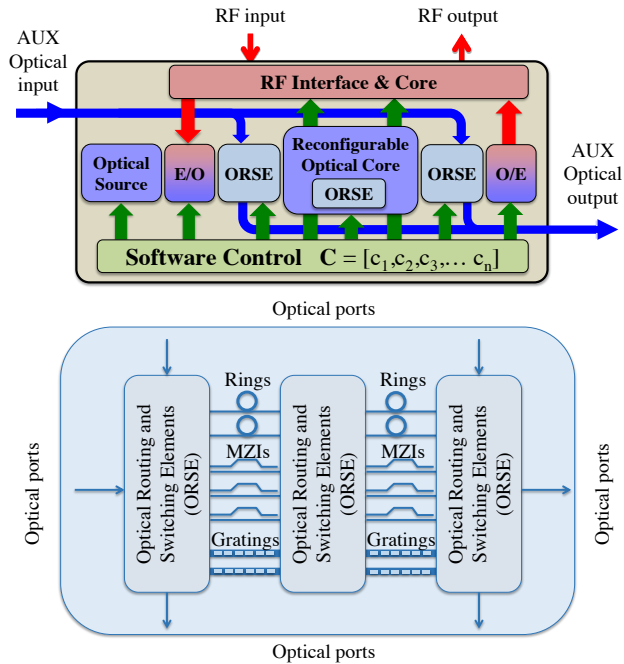 RF input
RF output
AUX
Optical
input
RF Interface & Core
Optical
Source
E/O
ORSE
Reconfigurable
Optical Core
ORSE
ORSE
O/E
AUX
Optical
output
Software Control C = [c₁,c₂,c₃,… cₙ]
Optical ports
Optical ports
Optical Routing and
Switching Elements
(ORSE)
Rings
MZIs
Gratings
Optical Routing and
Switching Elements
(ORSE)
Rings
MZIs
Gratings
Optical Routing and
Switching Elements
(ORSE)
Optical ports
Optical ports